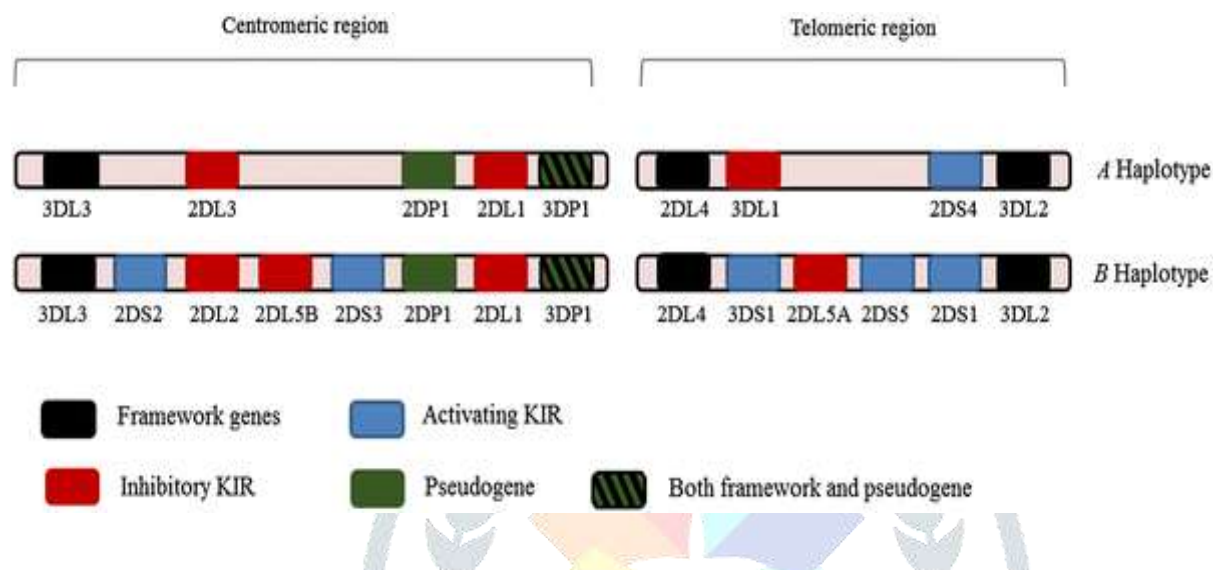 Centromeric region Telomeric region
A Haplotype
3DL3 2DL3 2DP1 2DL1 3DP1 2DL4 3DL1 2DS4 3DL2
B Haplotype
3DL3 2DS2 2DL2 2DL5B 2DS3 2DP1 2DL1 3DP1 2DL4 3DS1 2DL5A 2DS5 2DS1 3DL2
Framework genes Activating KIR
Inhibitory KIR Pseudogene Both framework and pseudogene